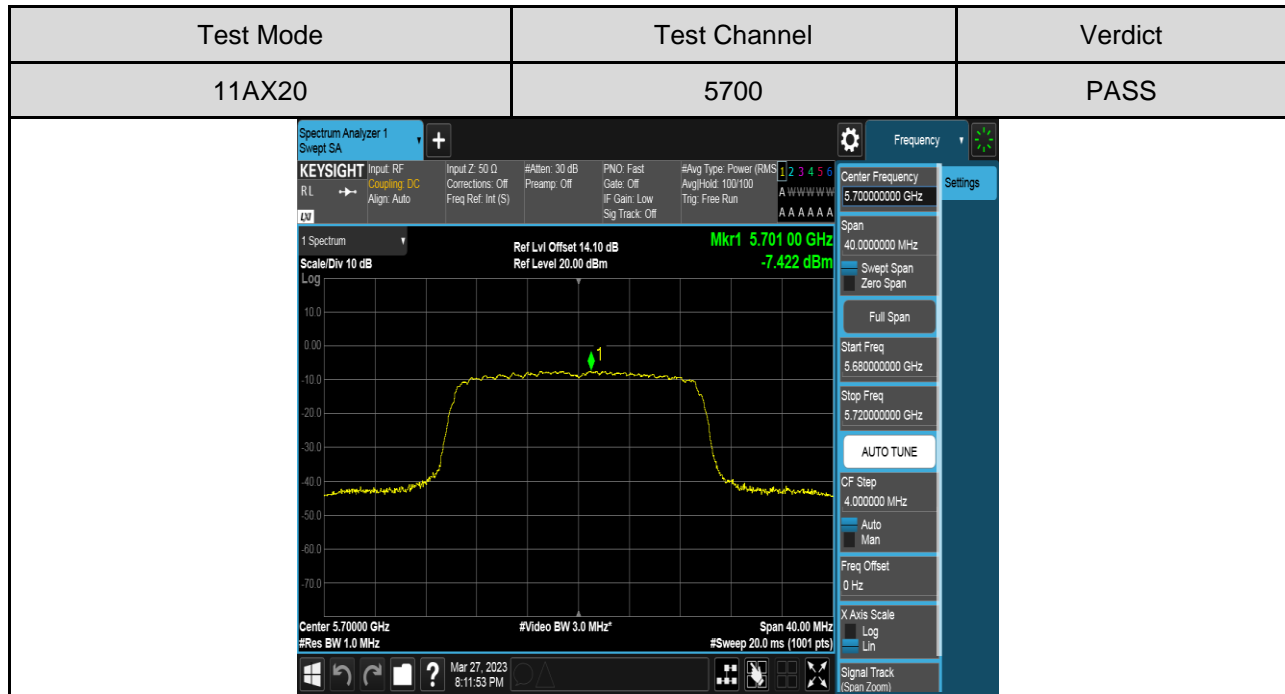 Test Mode Test Channel Verdict
11AX20 5700 PASS
Spectrum Analyzer 1
Swept SA
+
Frequency
KEYSIGHT
RL
LXI
Input: RF
Coupling: DC
Align: Auto
Input Z: 50 Ω
Corrections: Off
Freq Ref: Int (S)
#Atten: 30 dB
Preamp: Off
PNO: Fast
Gate: Off
IF Gain: Low
Sig Track: Off
#Avg Type: Power (RMS
Avg|Hold: 100/100
Trig: Free Run
1 2 3 4 5 6
A W W W W W
A A A A A A
1 Spectrum
Scale/Div 10 dB
Ref Lvl Offset 14.10 dB
Ref Level 20.00 dBm
Mkr1 5.701 00 GHz
-7.422 dBm
Log
10.0
0.00
-10.0
-20.0
-30.0
-40.0
-50.0
-60.0
-70.0
1
Center 5.70000 GHz
#Res BW 1.0 MHz
#Video BW 3.0 MHz*
Span 40.00 MHz
#Sweep 20.0 ms (1001 pts)
?
Mar 27, 2023
8:11:53 PM
Center Frequency
5.700000000 GHz
Settings
Span
40.0000000 MHz
Swept Span
Zero Span
Full Span
Start Freq
5.680000000 GHz
Stop Freq
5.720000000 GHz
AUTO TUNE
CF Step
4.000000 MHz
Auto
Man
Freq Offset
0 Hz
X Axis Scale
Log
Lin
Signal Track
(Span Zoom)